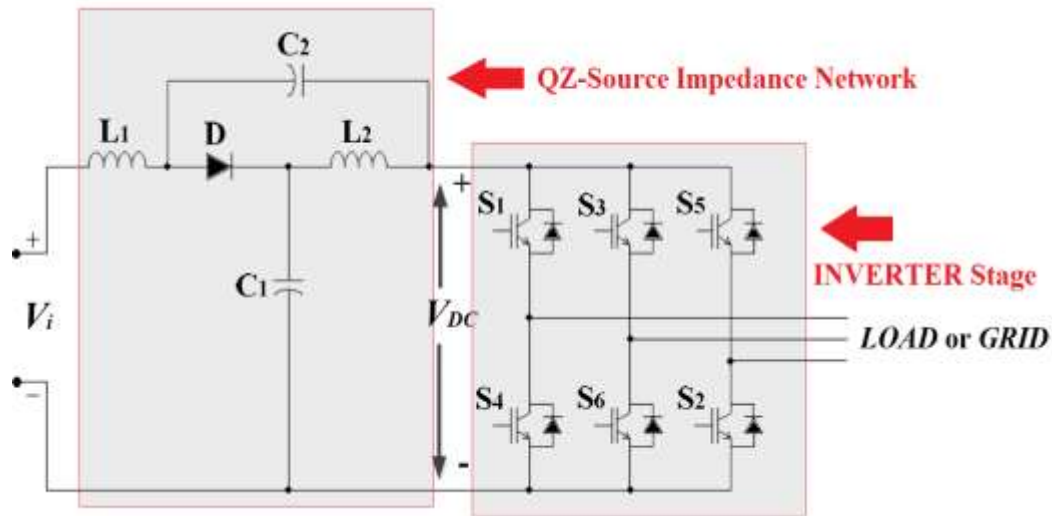 C2
QZ-Source Impedance Network
L1
D
L2
+
S1
S3
S5
+
INVERTER Stage
C1
Vi
VDC
LOAD or GRID
S4
S6
S2
−
-